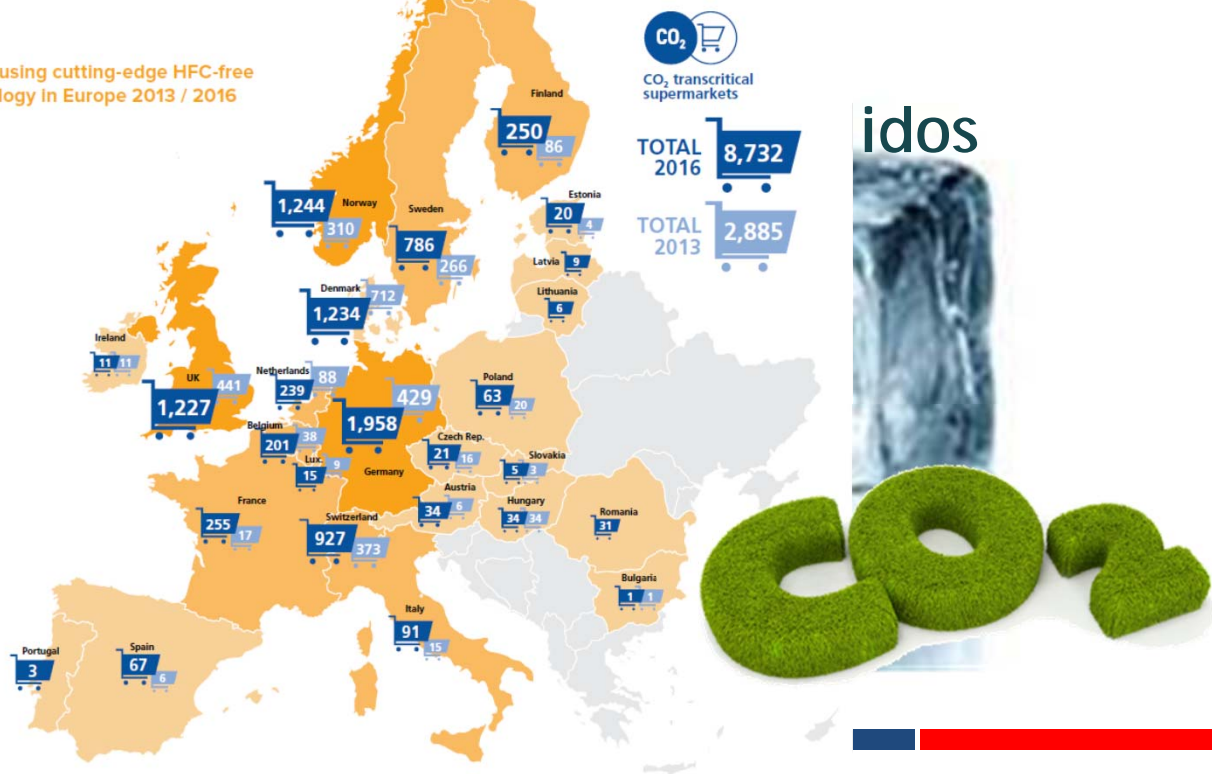 using cutting-edge HFC-free
logy in Europe 2013 / 2016
CO₂
CO₂ transcritical
supermarkets
TOTAL
2016
8,732
TOTAL
2013
2,885
idos
Finland
250
86
Norway
1,244
310
Sweden
786
266
Estonia
20
4
Latvia
9
Lithuania
6
Denmark
712
1,234
Ireland
11 11
UK
441
1,227
Netherlands
88
239
429
1,958
Germany
Belgium
38
201
Lux.
9
15
Poland
63
20
Czech Rep.
21
16
Slovakia
5
3
Austria
34
6
Hungary
34
34
Romania
31
France
255
17
Switzerland
927
373
Bulgaria
1
1
Italy
91
15
Portugal
3
Spain
67
6
CO2